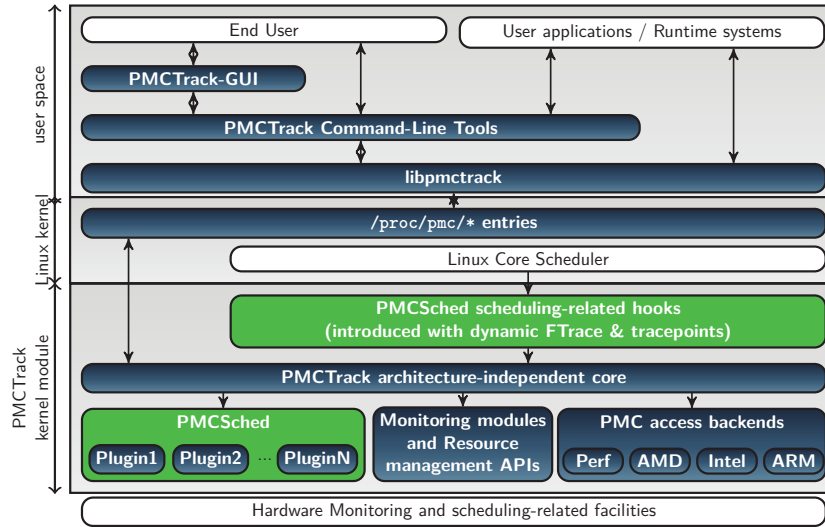 user space
End User
User applications / Runtime systems
PMCTrack-GUI
PMCTrack Command-Line Tools
libpmctrack
Linux kernel
/proc/pmc/* entries
Linux Core Scheduler
PMCTrack
kernel module
PMCSched scheduling-related hooks
(introduced with dynamic FTrace & tracepoints)
PMCTrack architecture-independent core
PMCSched
Plugin1 Plugin2 ... PluginN
Monitoring modules
and Resource
management APIs
PMC access backends
Perf AMD Intel ARM
Hardware Monitoring and scheduling-related facilities